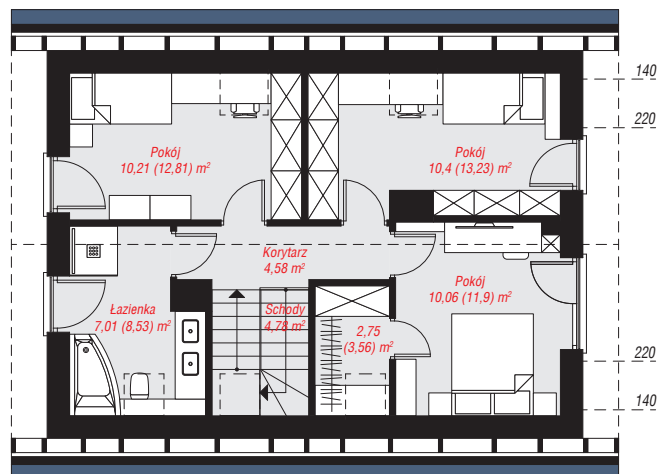 140
220
Pokój
10,21 (12,81) m²
Pokój
10,4 (13,23) m²
Korytarz
4,58 m²
Pokój
10,06 (11,9) m²
Łazienka
7,01 (8,53) m²
Schody
4,78 m²
2,75
(3,56) m²
220
140